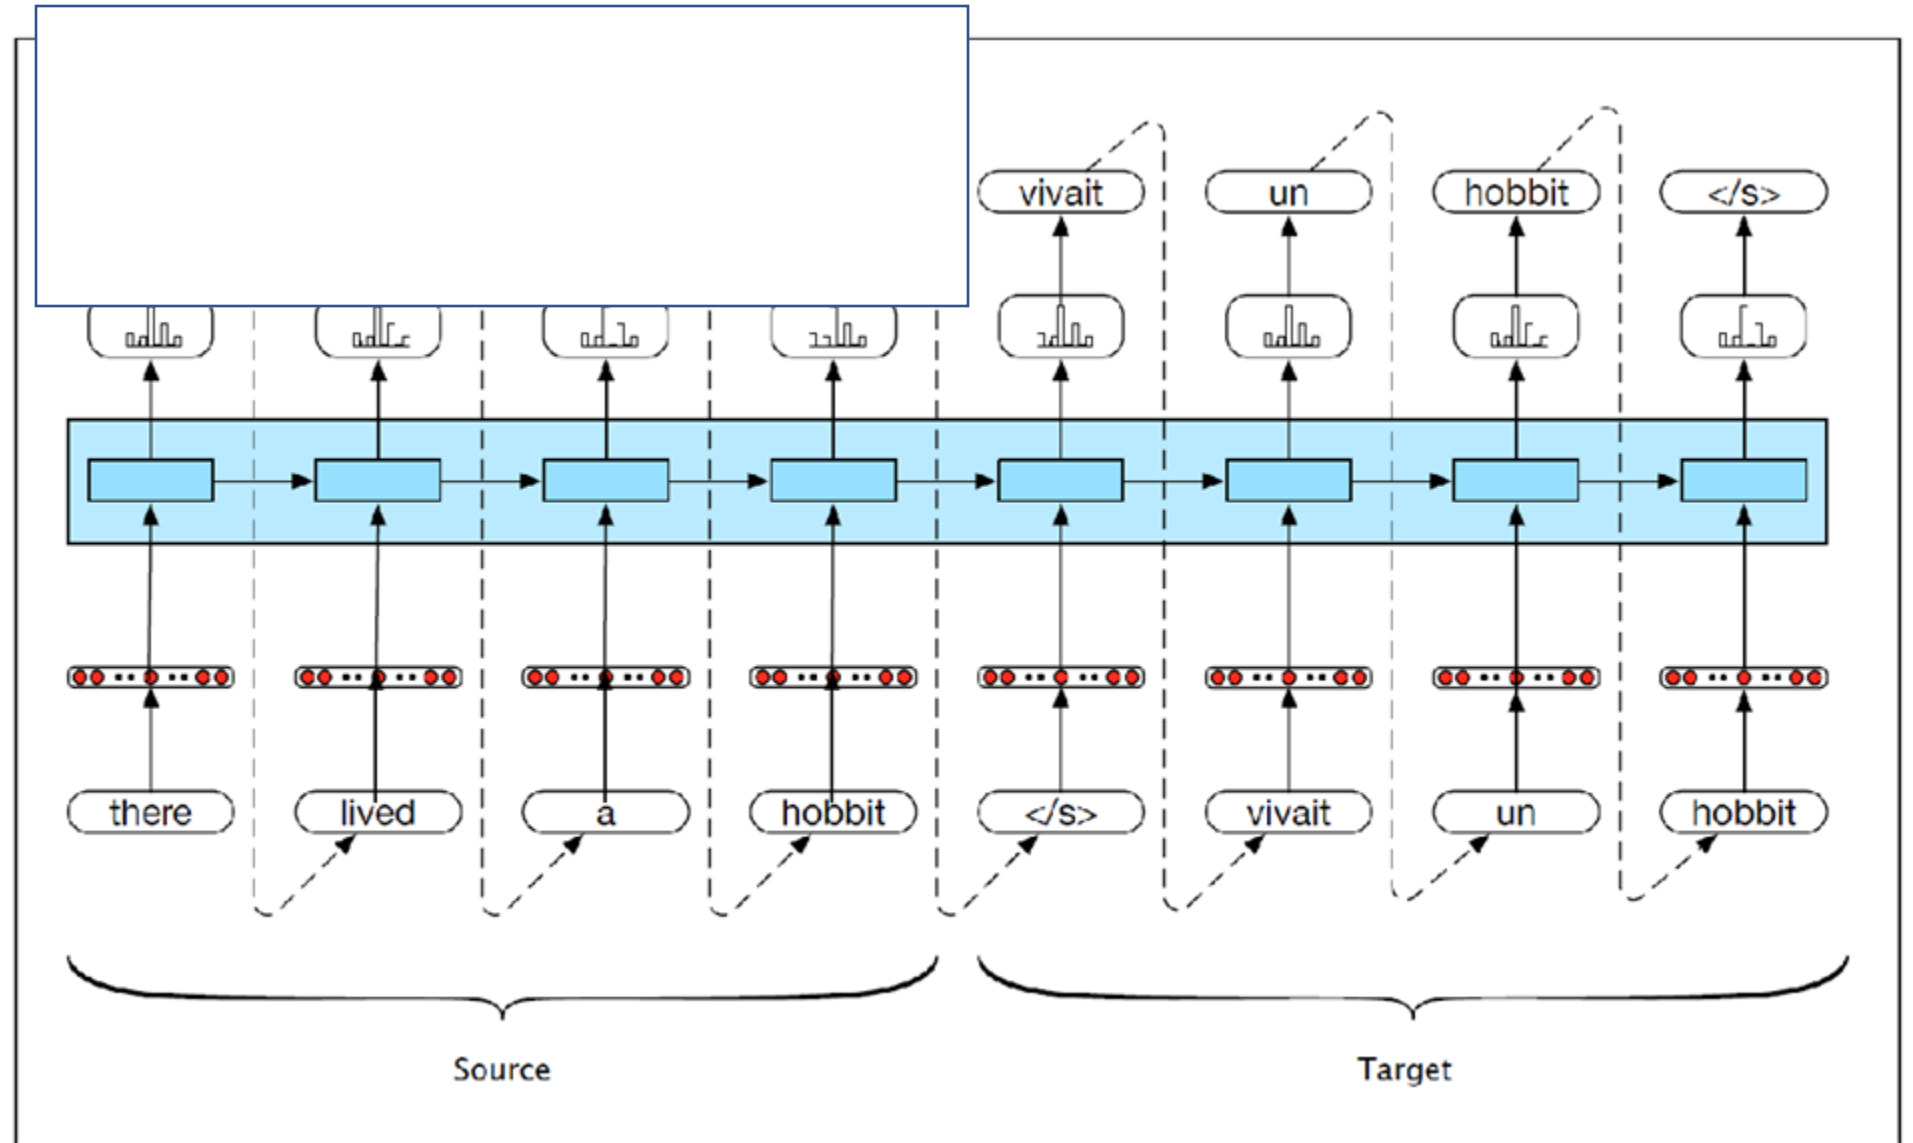 vivait un hobbit </s>
there lived a hobbit </s> vivait un hobbit
Source Target